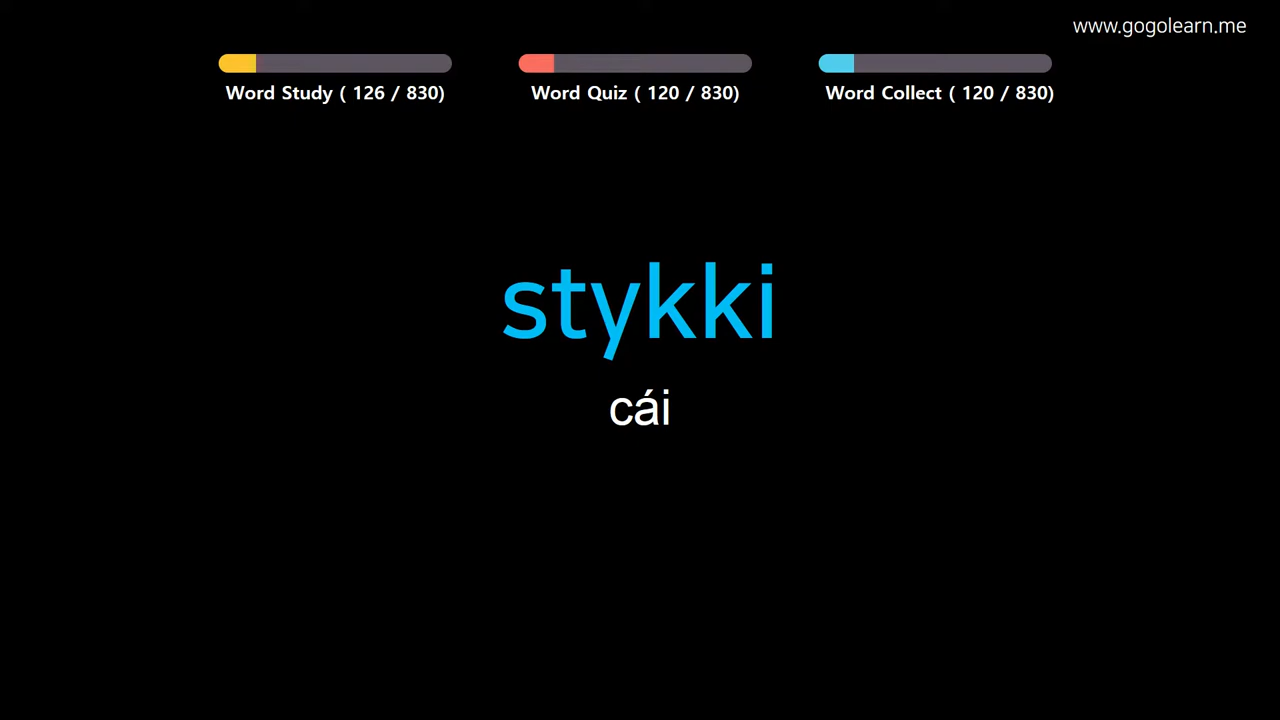 www.gogolearn.me
Word Study ( 126 / 830)
Word Quiz ( 120 / 830)
Word Collect ( 120 / 830)
stykki
cái